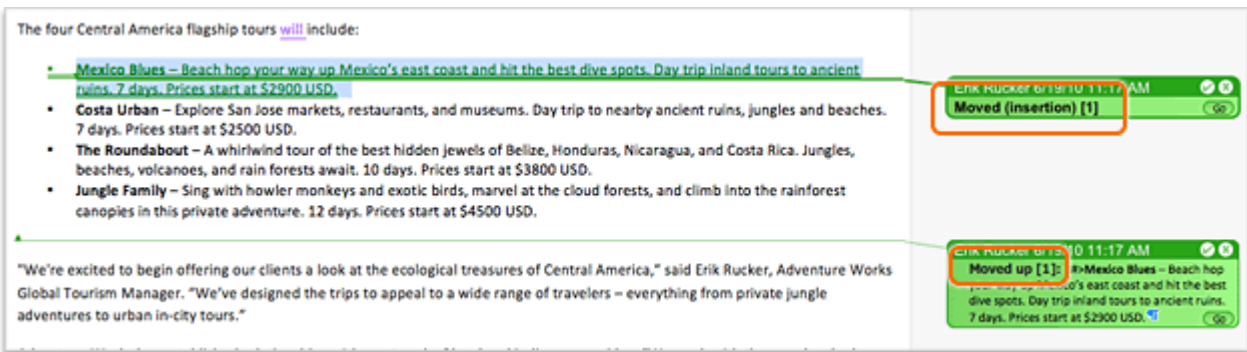 The four Central America flagship tours will include:
• Mexico Blues – Beach hop your way up Mexico's east coast and hit the best dive spots. Day trip inland tours to ancient
ruins. 7 days. Prices start at $2900 USD.
• Costa Urban – Explore San Jose markets, restaurants, and museums. Day trip to nearby ancient ruins, jungles and beaches.
7 days. Prices start at $2500 USD.
• The Roundabout – A whirlwind tour of the best hidden jewels of Belize, Honduras, Nicaragua, and Costa Rica. Jungles,
beaches, volcanoes, and rain forests await. 10 days. Prices start at $3800 USD.
• Jungle Family – Sing with howler monkeys and exotic birds, marvel at the cloud forests, and climb into the rainforest
canopies in this private adventure. 12 days. Prices start at $4500 USD.
"We're excited to begin offering our clients a look at the ecological treasures of Central America," said Erik Rucker, Adventure Works
Global Tourism Manager. "We've designed the trips to appeal to a wide range of travelers – everything from private jungle
adventures to urban in-city tours."
Erik Rucker 6/19/10 11:17 AM
Moved (insertion) [1]
Go
Erik Rucker 6/19/10 11:17 AM
Moved up [1]: #>Mexico Blues – Beach hop
your way up Mexico's east coast and hit the best
dive spots. Day trip inland tours to ancient ruins.
7 days. Prices start at $2900 USD.¶
Go